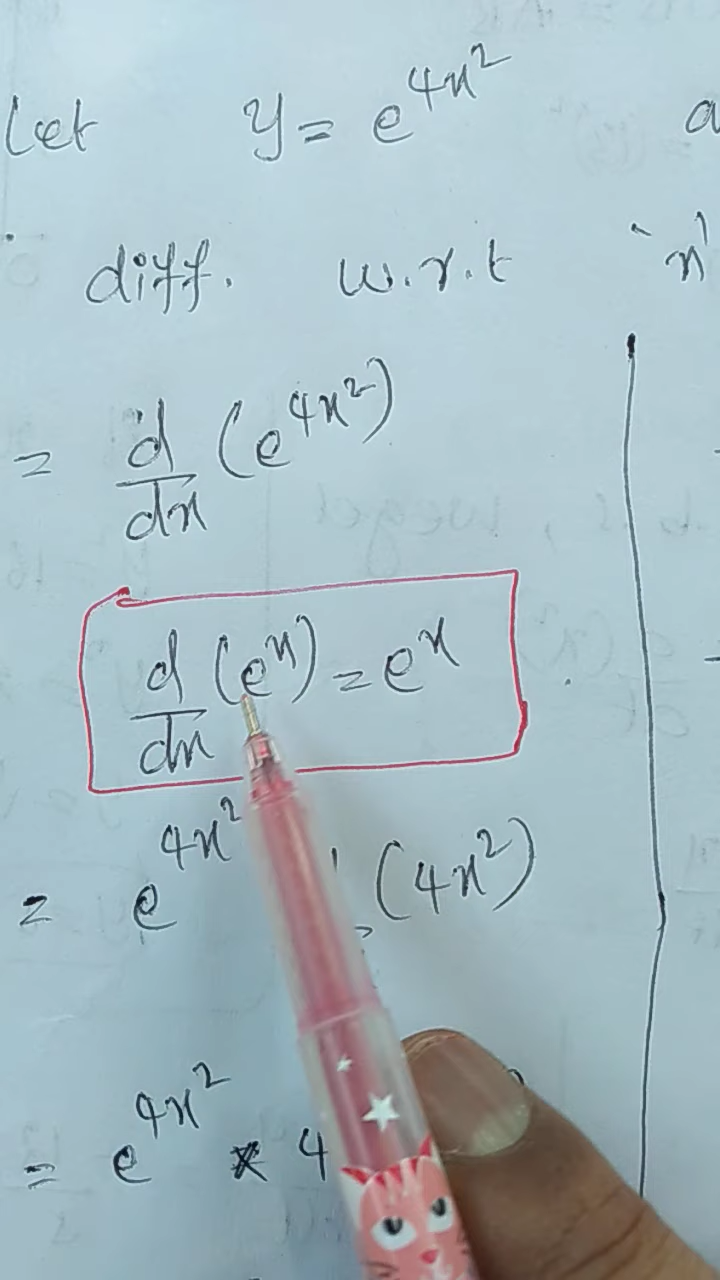 Let y = e^{4x^2} a
diff. w.r.t 'x'
= d/dx (e^{4x^2})
d/dx (e^x) = e^x
= e^{4x^2} (4x^2)
= e^{4x^2} * 4